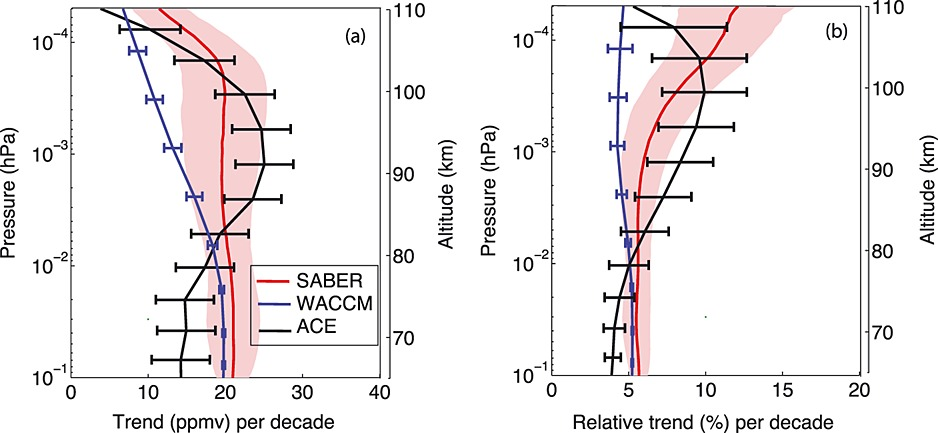 (a)
10⁻⁴
10⁻³
10⁻²
10⁻¹
Pressure (hPa)
0
10
20
30
40
Trend (ppmv) per decade
110
100
90
80
70
Altitude (km)
SABER
WACCM
ACE
(b)
10⁻⁴
10⁻³
10⁻²
10⁻¹
Pressure (hPa)
0
5
10
15
20
Relative trend (%) per decade
110
100
90
80
70
Altitude (km)